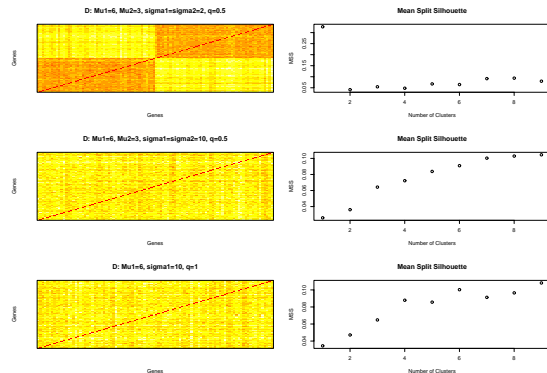 D: Mu1=6, Mu2=3, sigma1=sigma2=2, q=0.5
Genes
Genes
Mean Split Silhouette
MSS
0.05
0.15
0.25
2
4
6
8
Number of Clusters
D: Mu1=6, Mu2=3, sigma1=sigma2=10, q=0.5
Genes
Genes
Mean Split Silhouette
MSS
0.04
0.06
0.08
0.10
2
4
6
8
Number of Clusters
D: Mu1=6, sigma1=10, q=1
Genes
Genes
Mean Split Silhouette
MSS
0.04
0.06
0.08
0.10
2
4
6
8
Number of Clusters